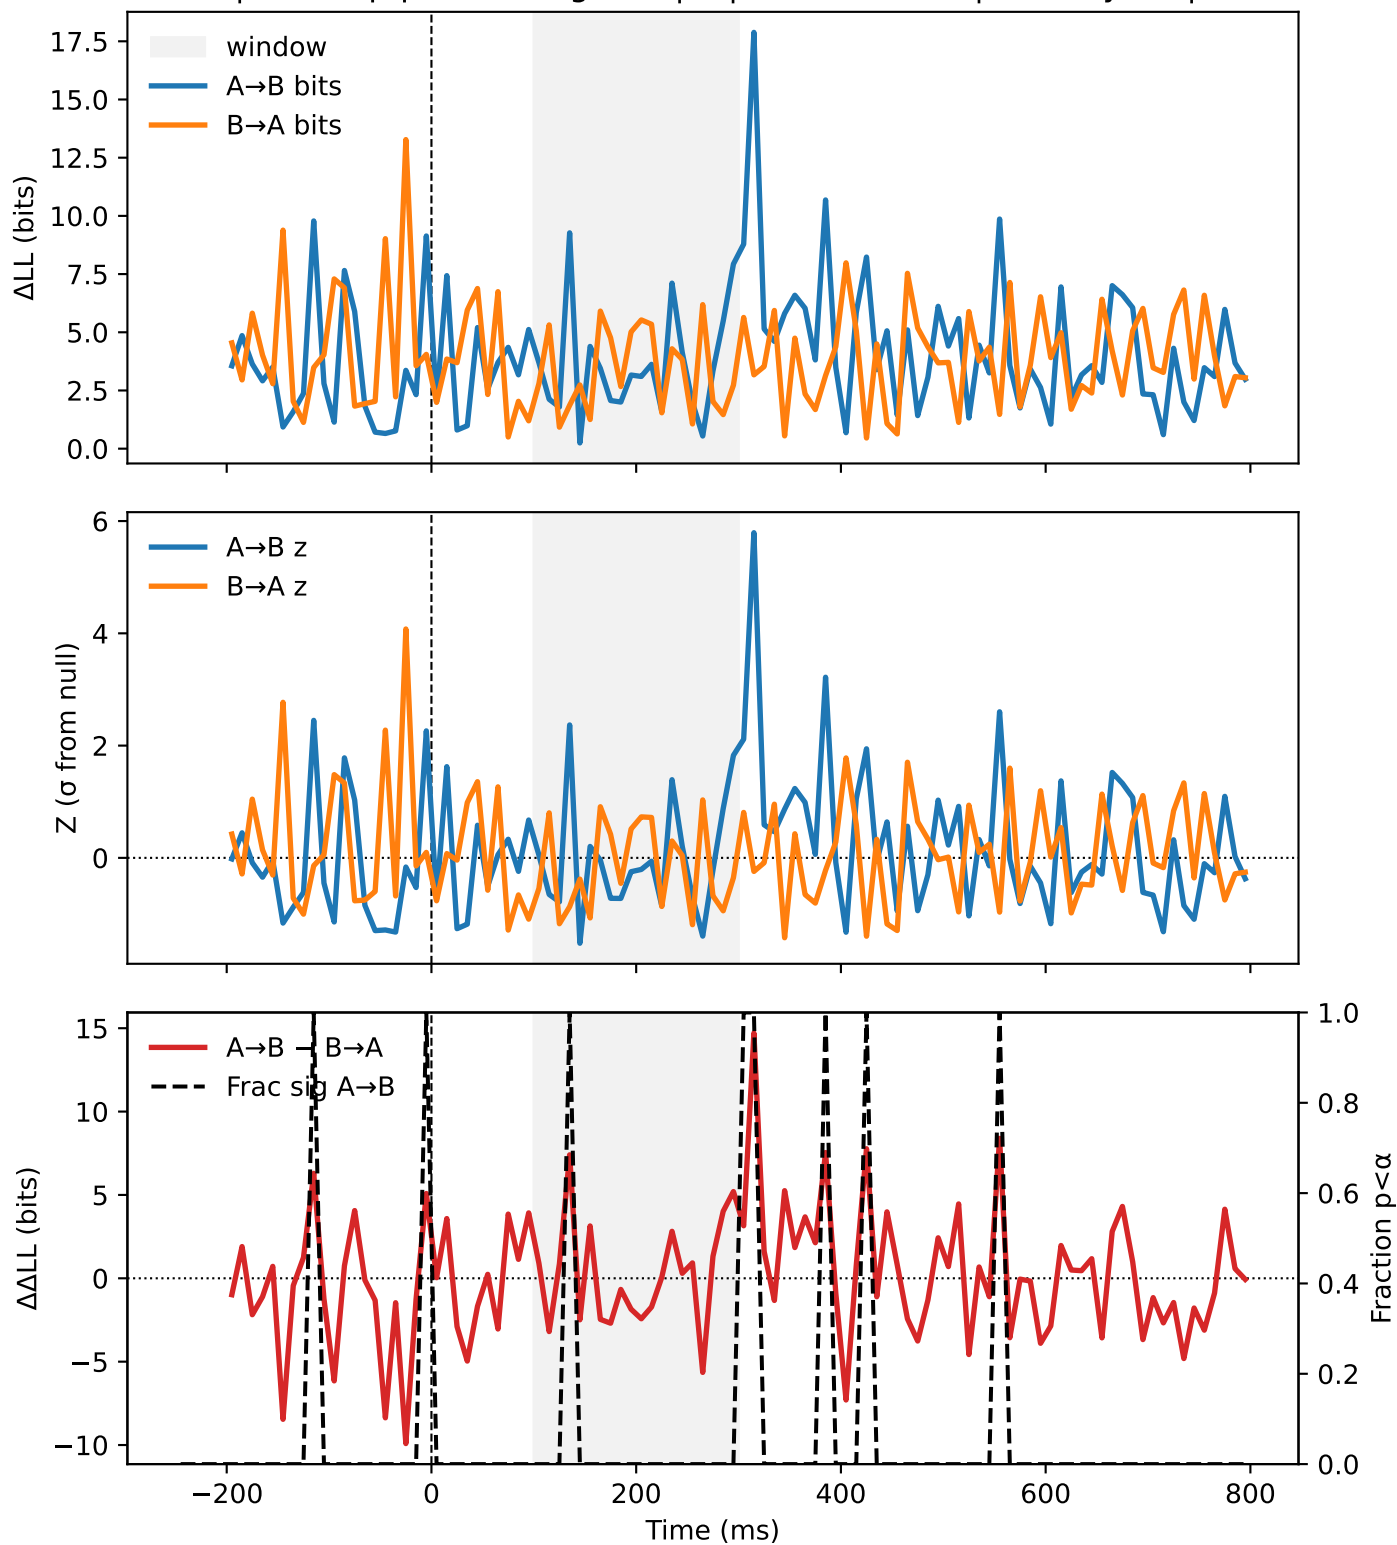 17.5
15.0
12.5
10.0
7.5
5.0
2.5
0.0
ΔLL (bits)
window
A→B bits
B→A bits
6
4
2
0
Z (σ from null)
A→B z
B→A z
15
10
5
0
−5
−10
ΔΔLL (bits)
A→B − B→A
Frac sig A→B
1.0
0.8
0.6
0.4
0.2
0.0
Fraction p<α
−200
0
200
400
600
800
Time (ms)